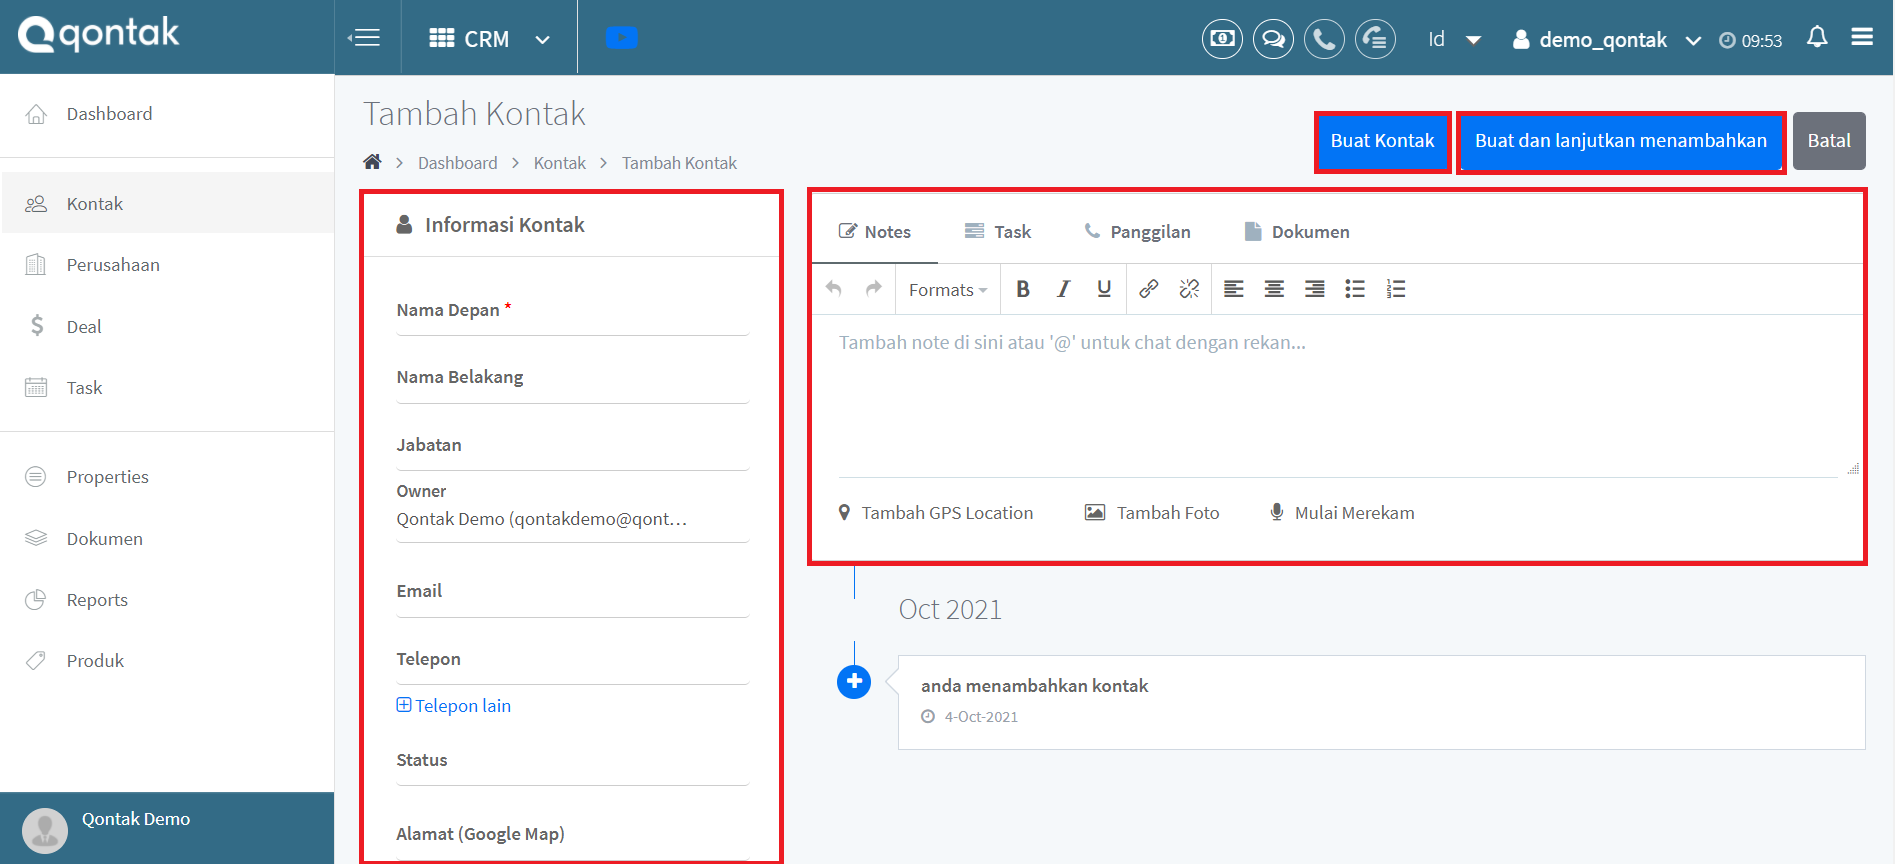 qontak
CRM
Id
demo_qontak
09:53
Dashboard
Kontak
Perusahaan
Deal
Task
Properties
Dokumen
Reports
Produk
Qontak Demo
Tambah Kontak
Dashboard > Kontak > Tambah Kontak
Buat Kontak
Buat dan lanjutkan menambahkan
Batal
Informasi Kontak
Nama Depan *
Nama Belakang
Jabatan
Owner
Qontak Demo (qontakdemo@qont...
Email
Telepon
Telepon lain
Status
Alamat (Google Map)
Notes
Task
Panggilan
Dokumen
Formats
B I U
Tambah note di sini atau '@' untuk chat dengan rekan...
Tambah GPS Location
Tambah Foto
Mulai Merekam
Oct 2021
anda menambahkan kontak
4-Oct-2021